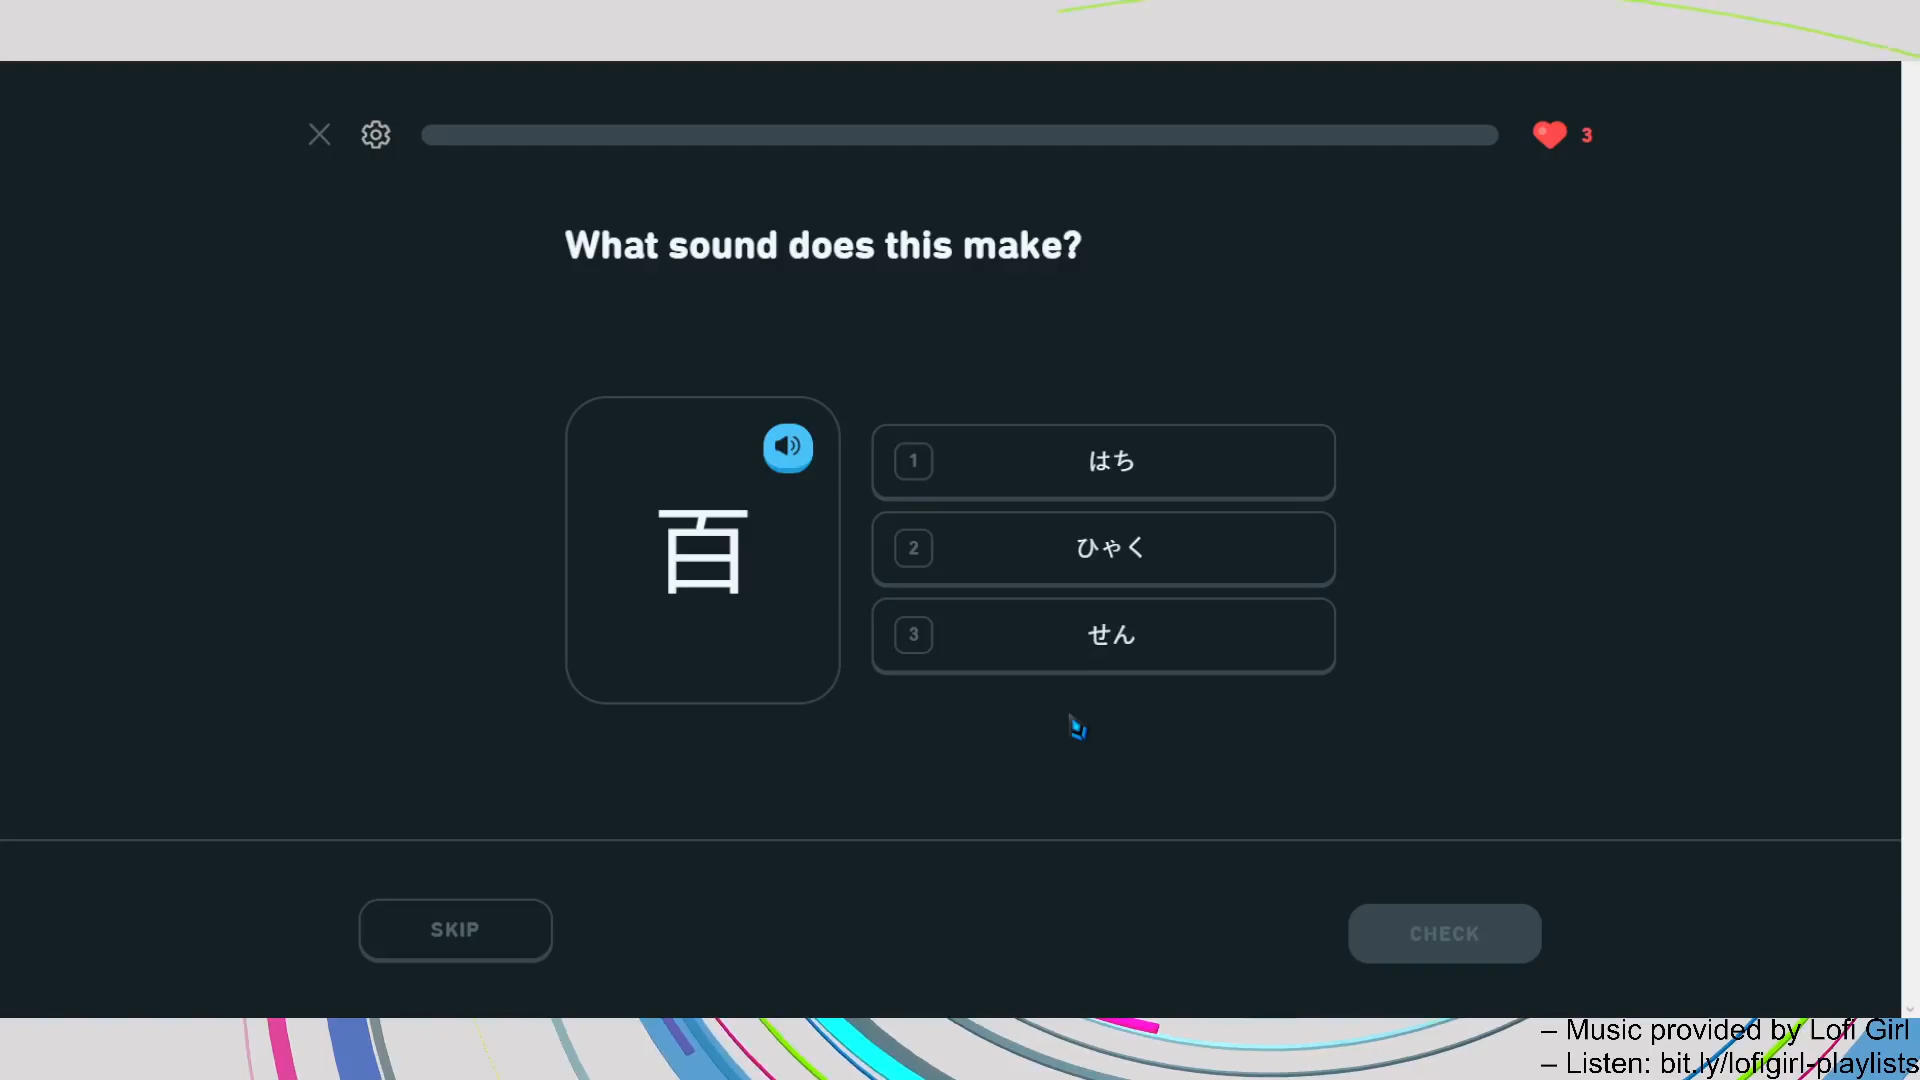 3
What sound does this make?
百
1 はち
2 ひゃく
3 せん
SKIP
CHECK
– Music provided by Lofi Girl
– Listen: bit.ly/lofigirl-playlists